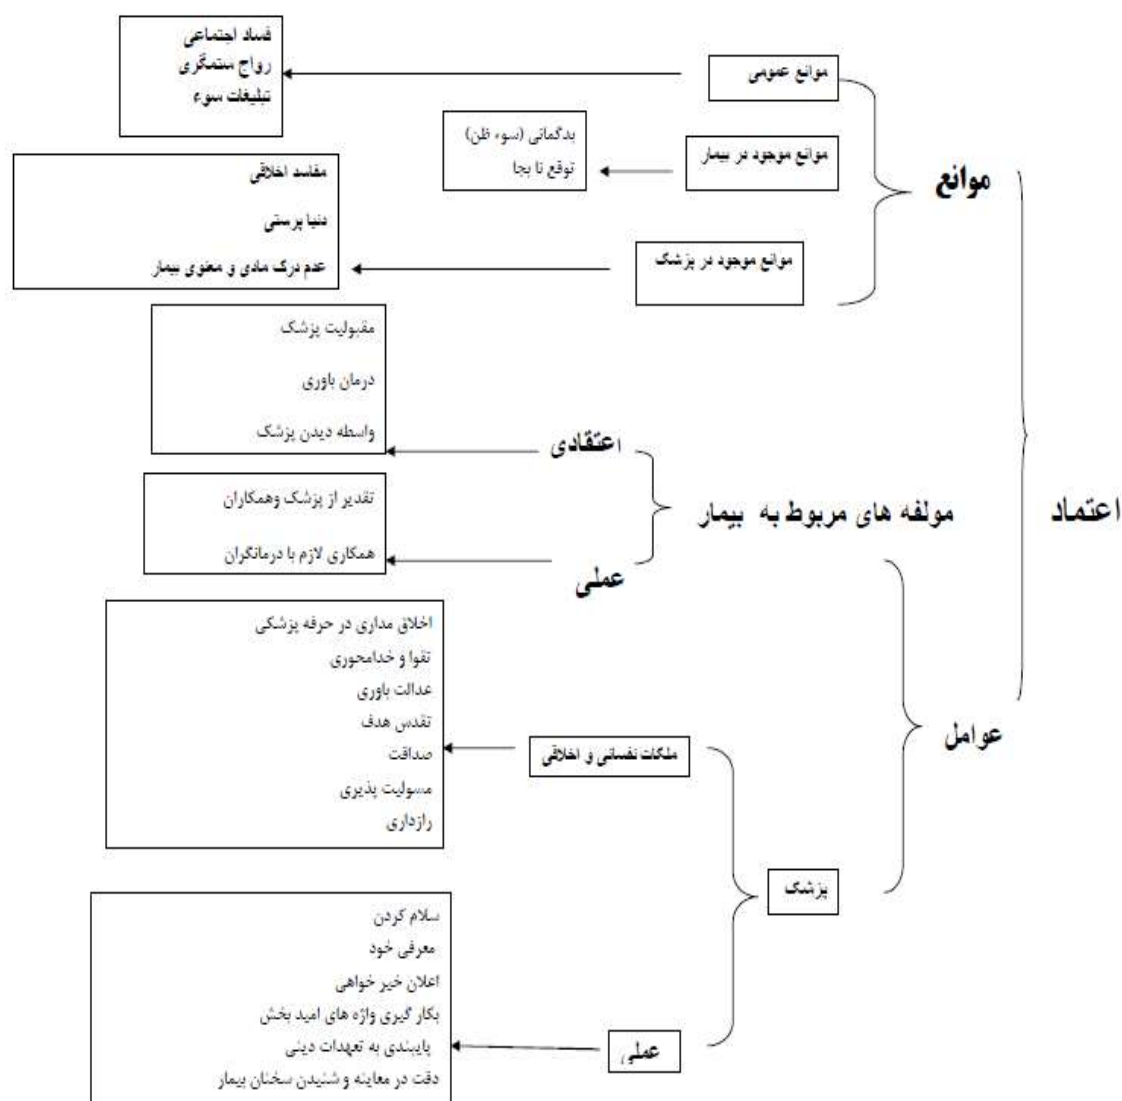 اعتماد
موانع
موانع عمومی
فساد اجتماعی
رواج ستمگری
تبلیغات سوء
موانع موجود در بیمار
بدگمانی (سوء ظن)
توقع نا بجا
موانع موجود در پزشک
مفاسد اخلاقی
دنیا پرستی
عدم درک مادی و معنوی بیمار
عوامل
مولفه های مربوط به بیمار
اعتقادی
مقبولیت پزشک
درمان باوری
واسطه دیدن پزشک
عملی
تقدیر از پزشک وهمکاران
همکاری لازم با درمانگران
پزشک
ملکات نفسانی و اخلاقی
اخلاق مداری در حرفه پزشکی
تقوا و خدامحوری
عدالت باوری
تقدس هدف
صداقت
مسولیت پذیری
رازداری
عملی
سلام کردن
معرفی خود
اعلان خیر خواهی
بکار گیری واژه های امید بخش
پایبندی به تعهدات دینی
دقت در معاینه و شنیدن سخنان بیمار